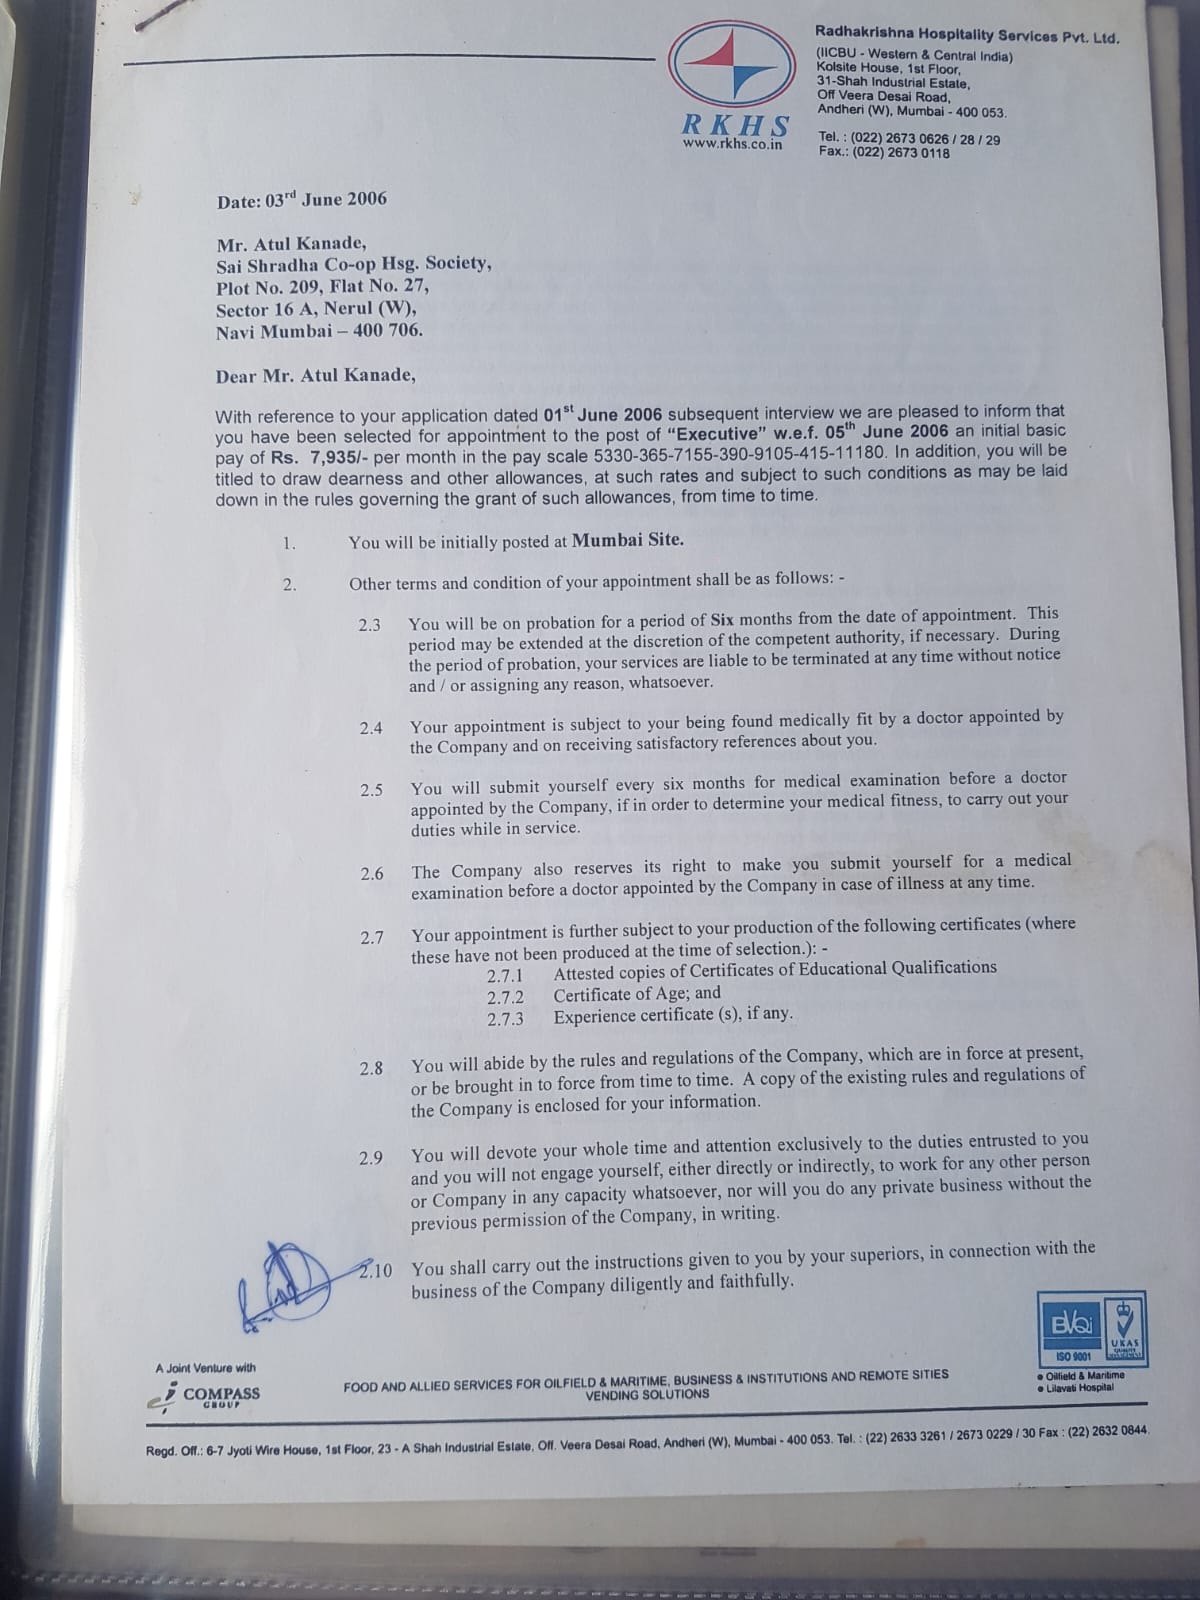 Radhakrishna Hospitality Services Pvt. Ltd.
(IICBU - Western & Central India)
Kolsite House, 1st Floor,
31-Shah Industrial Estate,
Off Veera Desai Road,
Andheri (W), Mumbai - 400 053.
Tel. : (022) 2673 0626 / 28 / 29
Fax.: (022) 2673 0118
RKHS
www.rkhs.co.in
Date: 03rd June 2006
Mr. Atul Kanade,
Sai Shradha Co-op Hsg. Society,
Plot No. 209, Flat No. 27,
Sector 16 A, Nerul (W),
Navi Mumbai – 400 706.
Dear Mr. Atul Kanade,
With reference to your application dated 01st June 2006 subsequent interview we are pleased to inform that
you have been selected for appointment to the post of “Executive” w.e.f. 05th June 2006 an initial basic
pay of Rs. 7,935/- per month in the pay scale 5330-365-7155-390-9105-415-11180. In addition, you will be
titled to draw dearness and other allowances, at such rates and subject to such conditions as may be laid
down in the rules governing the grant of such allowances, from time to time.
1. You will be initially posted at Mumbai Site.
2. Other terms and condition of your appointment shall be as follows: -
2.3 You will be on probation for a period of Six months from the date of appointment. This
period may be extended at the discretion of the competent authority, if necessary. During
the period of probation, your services are liable to be terminated at any time without notice
and / or assigning any reason, whatsoever.
2.4 Your appointment is subject to your being found medically fit by a doctor appointed by
the Company and on receiving satisfactory references about you.
2.5 You will submit yourself every six months for medical examination before a doctor
appointed by the Company, if in order to determine your medical fitness, to carry out your
duties while in service.
2.6 The Company also reserves its right to make you submit yourself for a medical
examination before a doctor appointed by the Company in case of illness at any time.
2.7 Your appointment is further subject to your production of the following certificates (where
these have not been produced at the time of selection.): -
2.7.1 Attested copies of Certificates of Educational Qualifications
2.7.2 Certificate of Age; and
2.7.3 Experience certificate (s), if any.
2.8 You will abide by the rules and regulations of the Company, which are in force at present,
or be brought in to force from time to time. A copy of the existing rules and regulations of
the Company is enclosed for your information.
2.9 You will devote your whole time and attention exclusively to the duties entrusted to you
and you will not engage yourself, either directly or indirectly, to work for any other person
or Company in any capacity whatsoever, nor will you do any private business without the
previous permission of the Company, in writing.
2.10 You shall carry out the instructions given to you by your superiors, in connection with the
business of the Company diligently and faithfully.
BVQi
UKAS
QUALITY
MANAGEMENT
ISO 9001
• Oilfield & Maritime
• Lilavati Hospital
A Joint Venture with
COMPASS
GROUP
FOOD AND ALLIED SERVICES FOR OILFIELD & MARITIME, BUSINESS & INSTITUTIONS AND REMOTE SITIES
VENDING SOLUTIONS
Regd. Off.: 6-7 Jyoti Wire House, 1st Floor, 23 - A Shah Industrial Estate, Off. Veera Desai Road, Andheri (W), Mumbai - 400 053. Tel. : (22) 2633 3261 / 2673 0229 / 30 Fax : (22) 2632 0844.